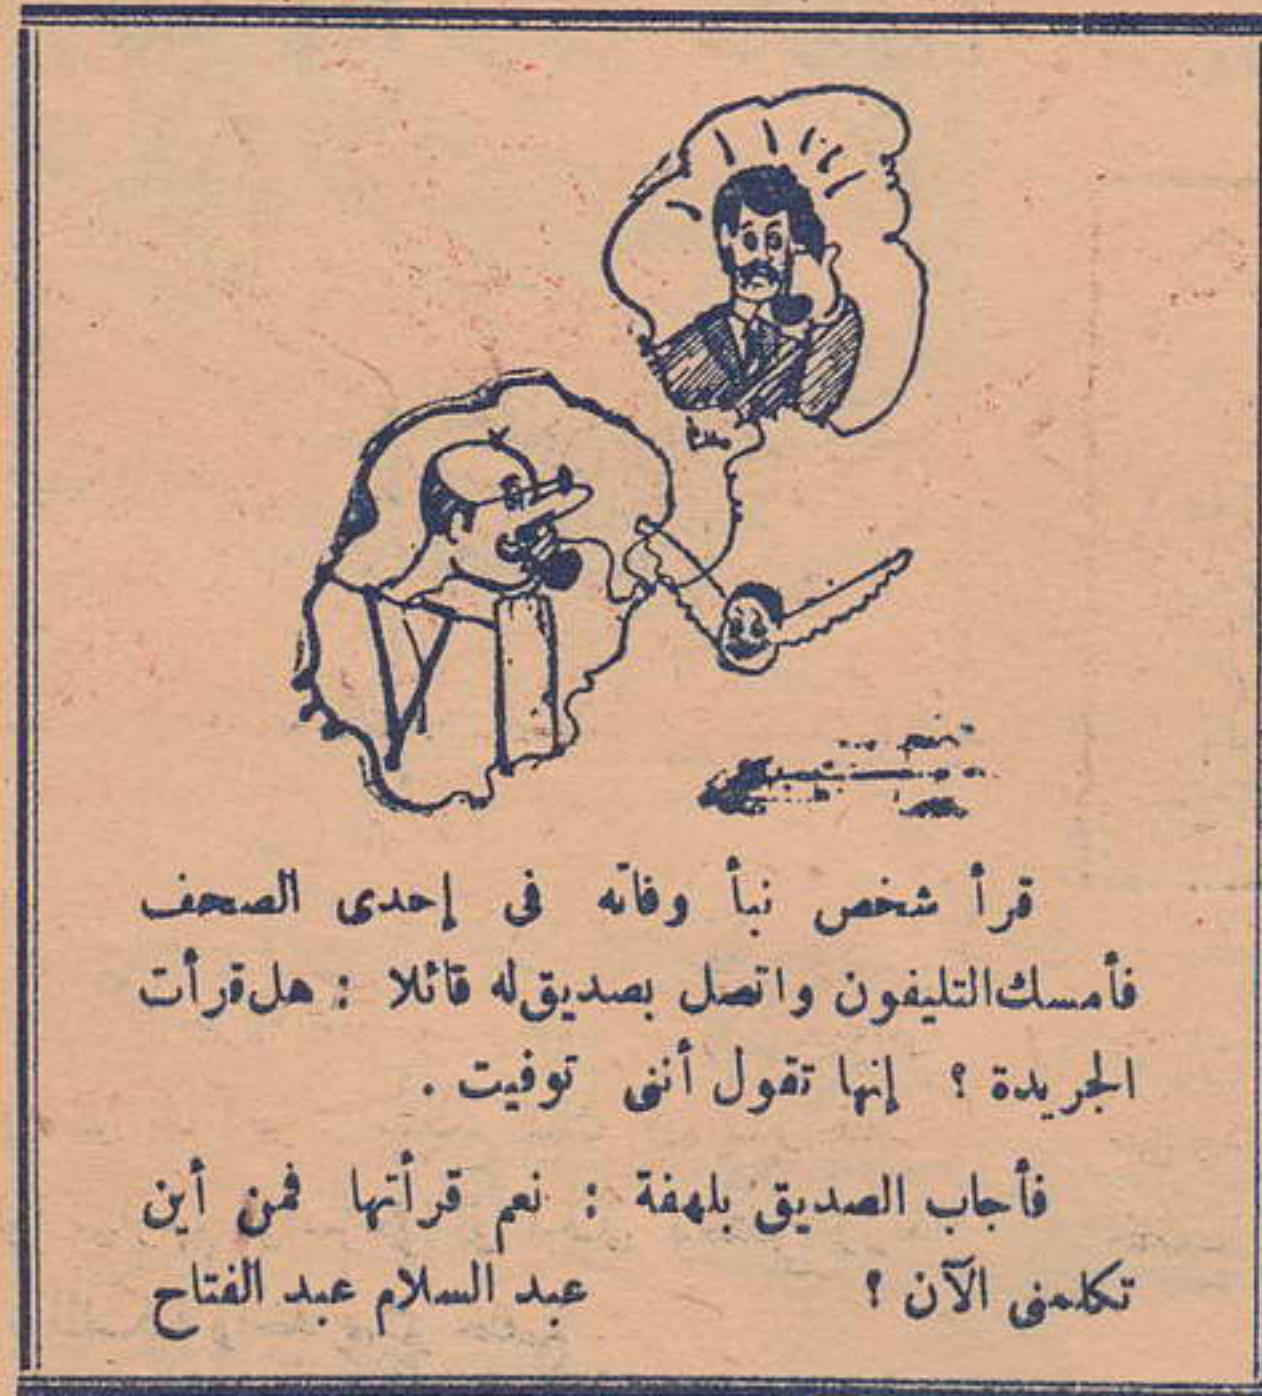 قرأ شخص نبأ وفاته فى إحدى الصحف
فأمسك التليفون واتصل بصديق له قائلا : هل قرأت
الجريدة ؟ إنها تقول أننى توفيت .
فأجاب الصديق بلهفة : نعم قرأتها فمن أين
تكلمنى الآن ؟ عبد السلام عبد الفتاح